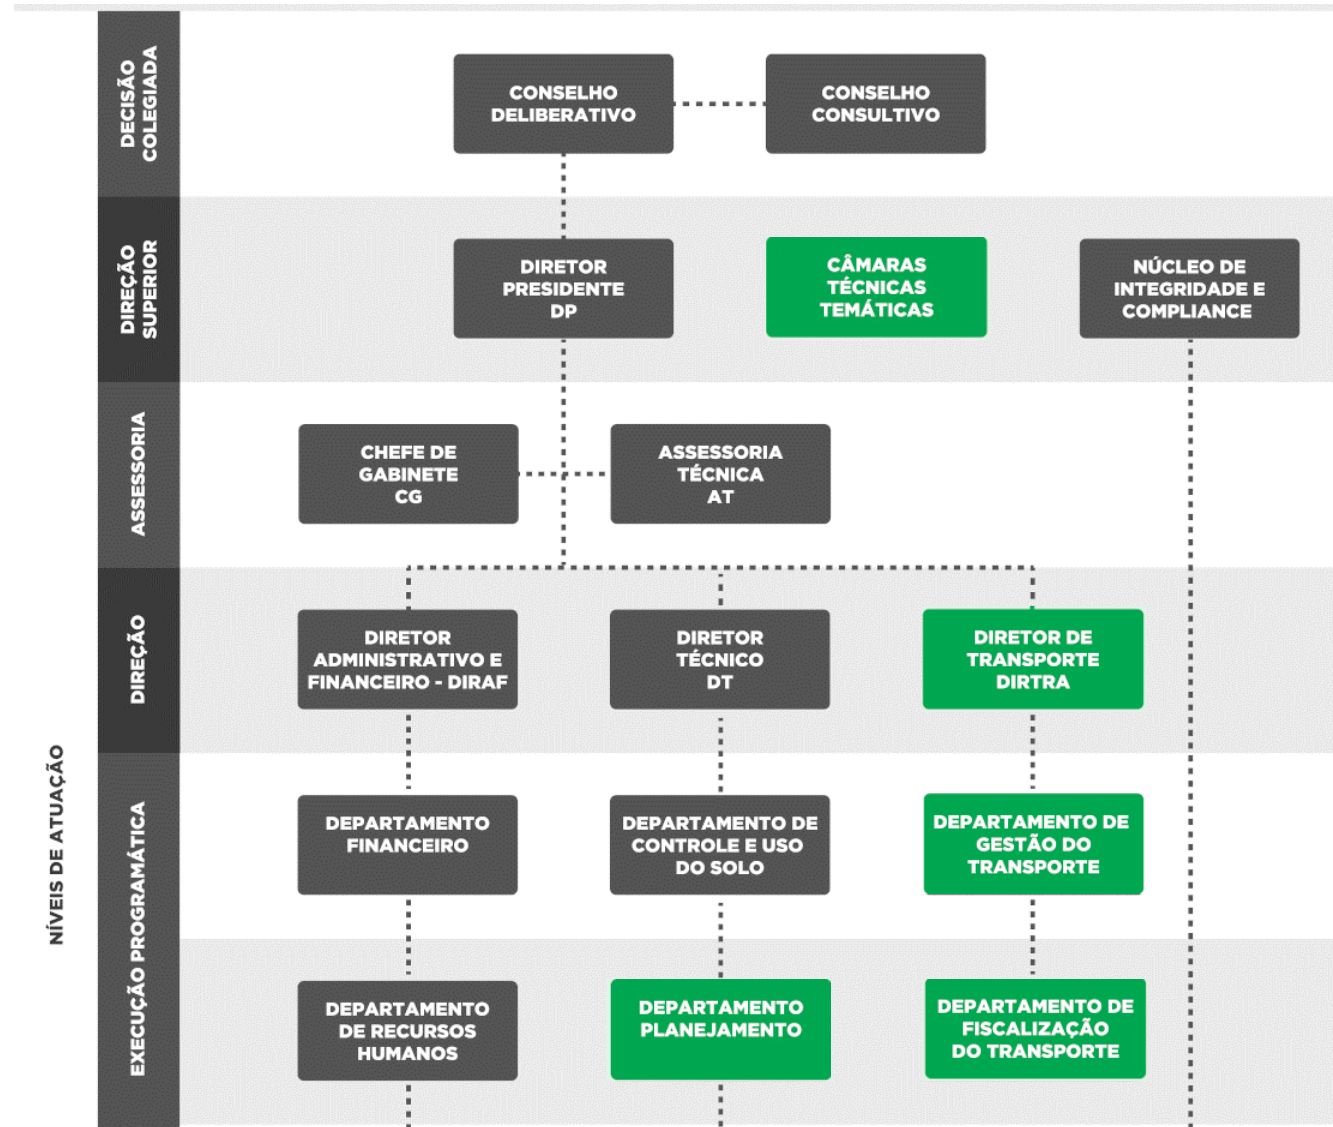 NÍVEIS DE ATUAÇÃO
DECISÃO
COLEGIADA
CONSELHO
DELIBERATIVO
CONSELHO
CONSULTIVO
DIREÇÃO
SUPERIOR
DIRETOR
PRESIDENTE
DP
CÂMARAS
TÉCNICAS
TEMÁTICAS
NÚCLEO DE
INTEGRIDADE E
COMPLIANCE
ASSESSORIA
CHEFE DE
GABINETE
CG
ASSESSORIA
TÉCNICA
AT
DIREÇÃO
DIRETOR
ADMINISTRATIVO E
FINANCEIRO - DIRAF
DIRETOR
TÉCNICO
DT
DIRETOR DE
TRANSPORTE
DIRTRA
EXECUÇÃO PROGRAMÁTICA
DEPARTAMENTO
FINANCEIRO
DEPARTAMENTO DE
CONTROLE E USO
DO SOLO
DEPARTAMENTO DE
GESTÃO DO
TRANSPORTE
DEPARTAMENTO
DE RECURSOS
HUMANOS
DEPARTAMENTO
PLANEJAMENTO
DEPARTAMENTO DE
FISCALIZAÇÃO
DO TRANSPORTE